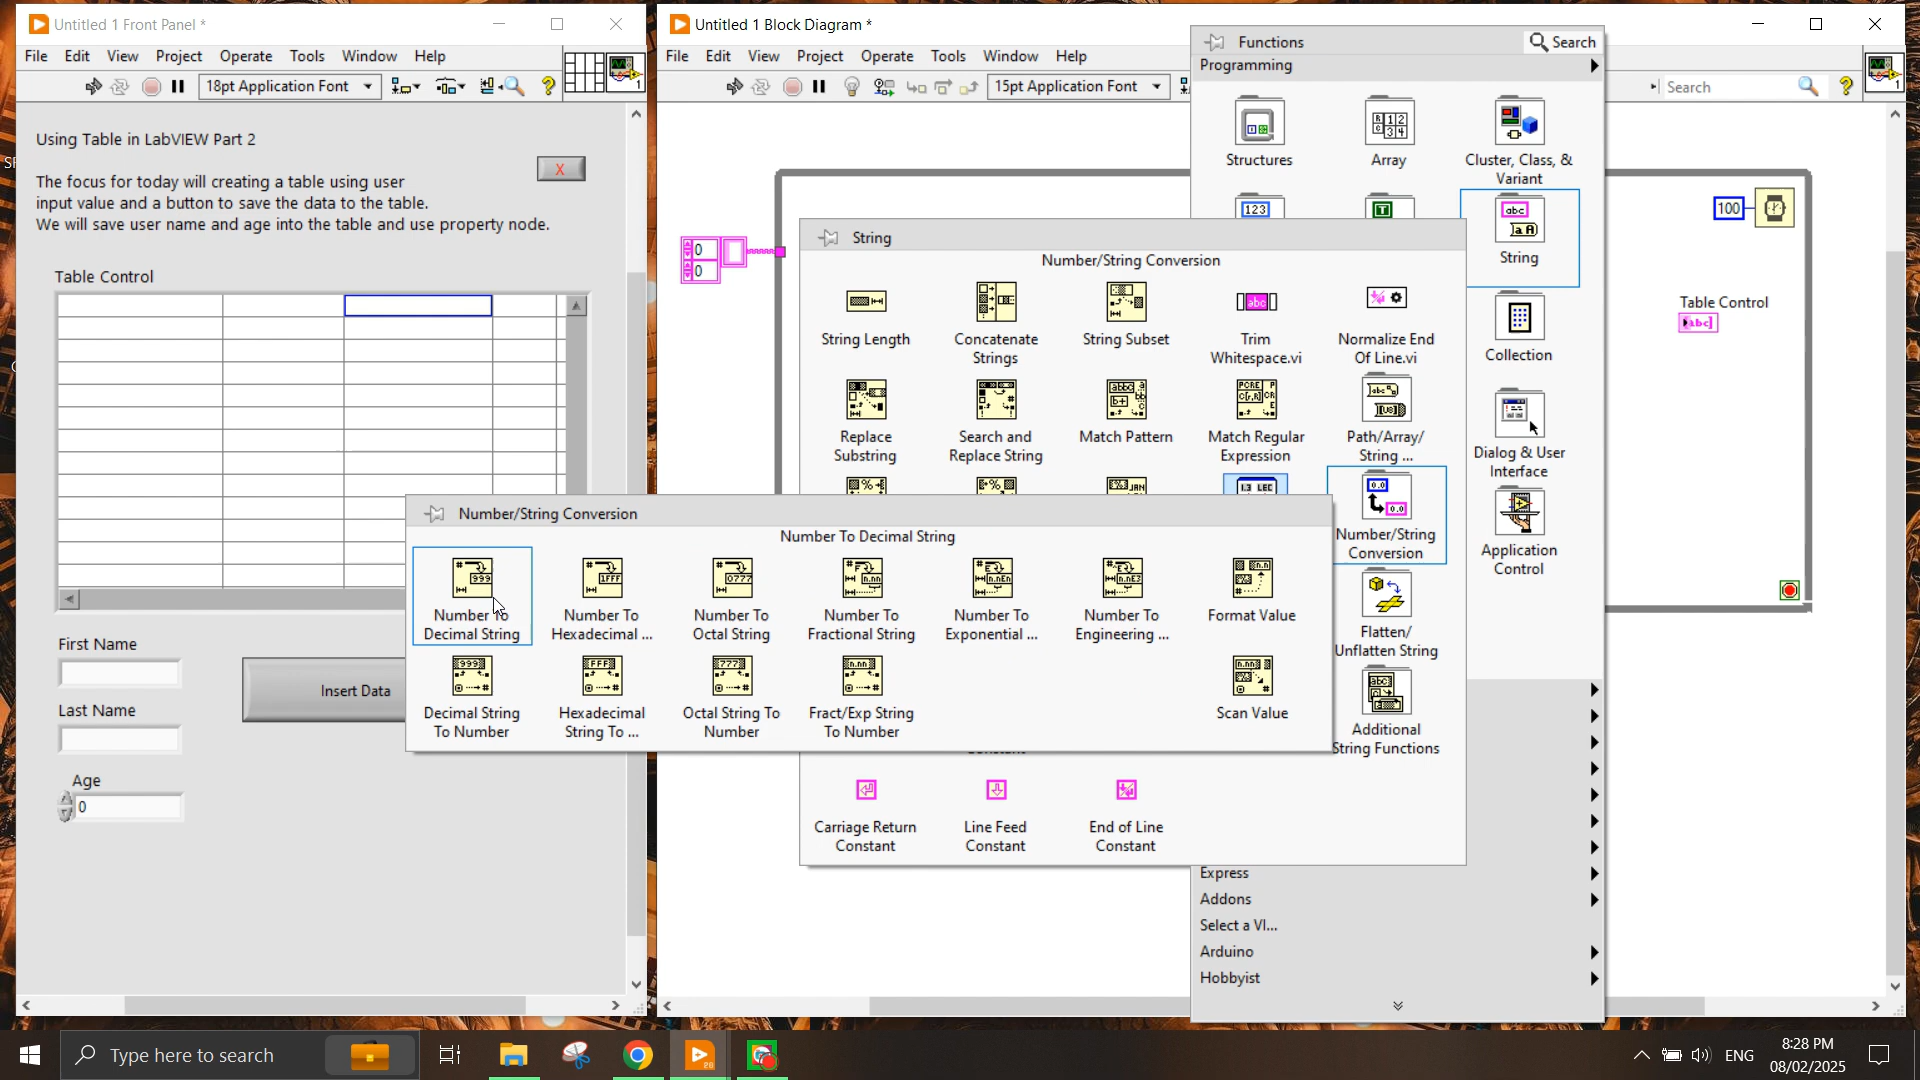 Untitled 1 Front Panel *
File Edit View Project Operate Tools Window Help
18pt Application Font
Using Table in LabVIEW Part 2
X
The focus for today will creating a table using user
input value and a button to save the data to the table.
We will save user name and age into the table and use property node.
Table Control
First Name
Last Name
Insert Data
Age
0
Untitled 1 Block Diagram *
File Edit View Project Operate Tools Window Help
15pt Application Font
Search
0
0
100
Table Control
Functions
Search
Programming
Structures
Array
Cluster, Class, &
Variant
String
Collection
Dialog & User
Interface
Application
Control
Express
Addons
Select a VI...
Arduino
Hobbyist
String
Number/String Conversion
String Length
Concatenate
Strings
String Subset
Trim
Whitespace.vi
Normalize End
Of Line.vi
Replace
Substring
Search and
Replace String
Match Pattern
Match Regular
Expression
Path/Array/
String ...
Number/String
Conversion
Flatten/
Unflatten String
Additional
String Functions
Carriage Return
Constant
Line Feed
Constant
End of Line
Constant
Number/String Conversion
Number To Decimal String
Number To
Decimal String
Number To
Hexadecimal ...
Number To
Octal String
Number To
Fractional String
Number To
Exponential ...
Number To
Engineering ...
Format Value
Decimal String
To Number
Hexadecimal
String To ...
Octal String To
Number
Fract/Exp String
To Number
Scan Value
Type here to search
ENG
8:28 PM
08/02/2025